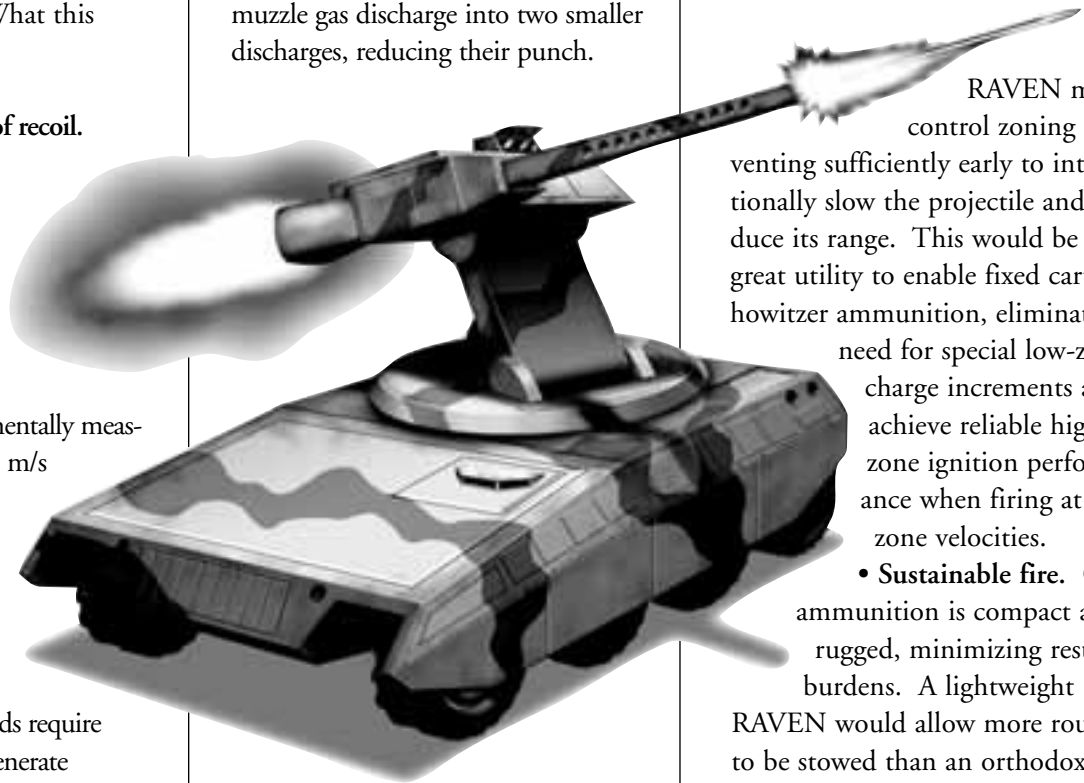 What this
of recoil.
nentally meas-
m/s
ds require
enerate
muzzle gas discharge into two smaller
discharges, reducing their punch.
RAVEN m
control zoning
venting sufficiently early to int
tionally slow the projectile and
duce its range. This would be
great utility to enable fixed car
howitzer ammunition, eliminat
need for special low-z
charge increments a
achieve reliable hig
zone ignition perfo
ance when firing at
zone velocities.
• Sustainable fire.
ammunition is compact a
rugged, minimizing resu
burdens. A lightweight
RAVEN would allow more rou
to be stowed than an orthodox